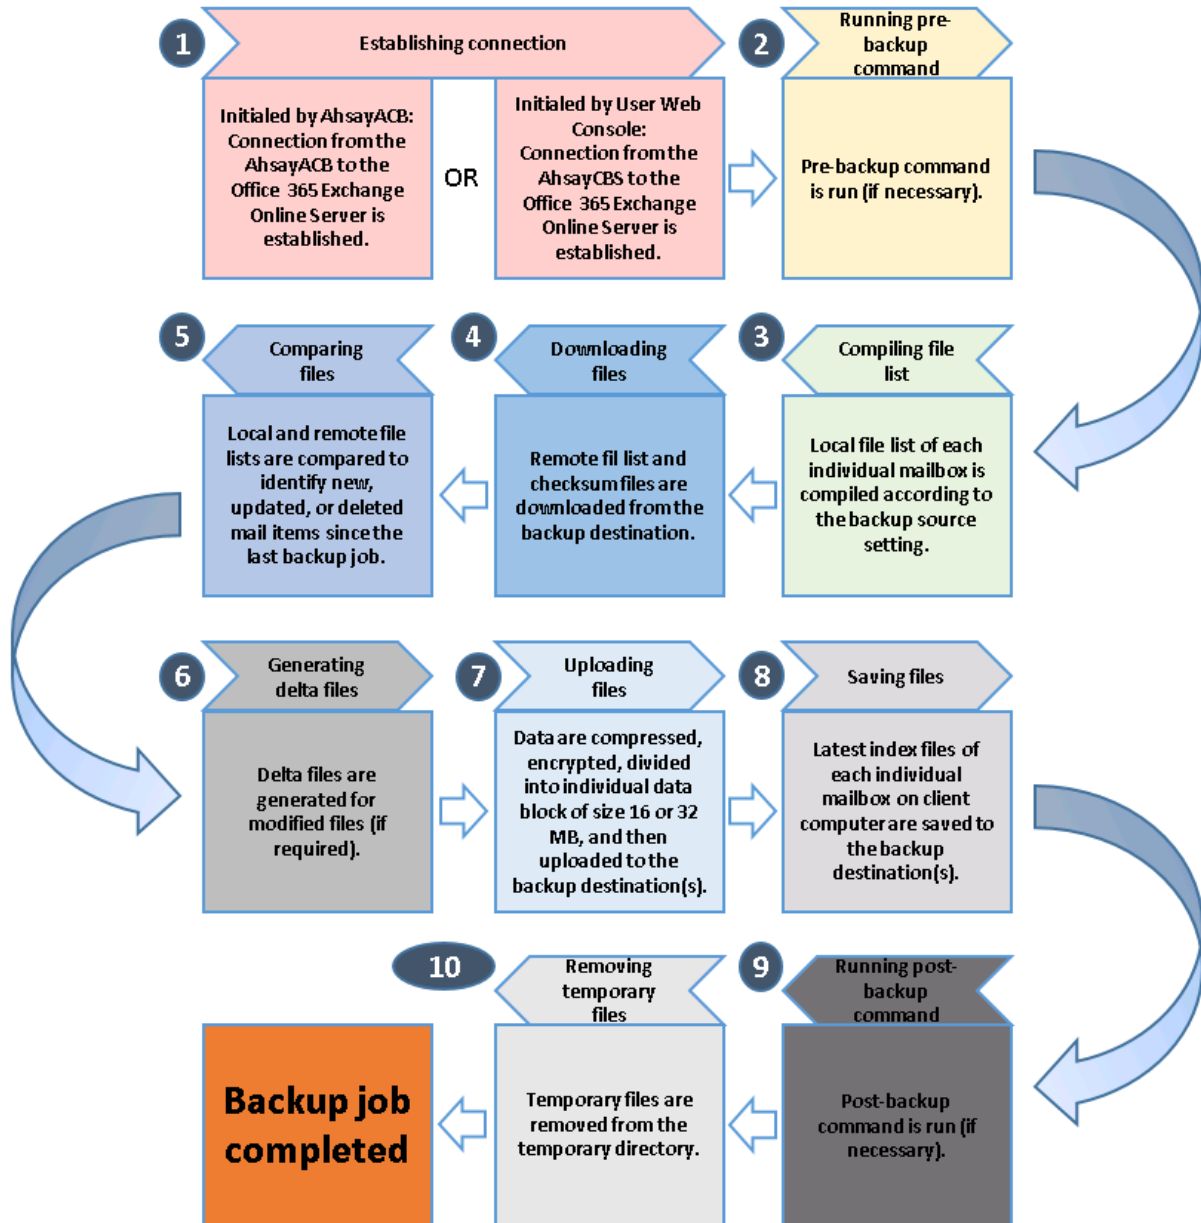 1
Establishing connection
2
Running pre-
backup
command
Initialed by AhsayACB:
Connection from the
AhsayACB to the
Office 365 Exchange
Online Server is
established.
OR
Initialed by User Web
Console:
Connection from the
AhsayCBS to the
Office 365 Exchange
Online Server is
established.
Pre-backup command
is run (if necessary).
3
Compiling file
list
Local file list of each
individual mailbox is
compiled according to
the backup source
setting.
4
Downloading
files
Remote fil list and
checksum files are
downloaded from the
backup destination.
5
Comparing
files
Local and remote file
lists are compared to
identify new,
updated, or deleted
mail items since the
last backup job.
6
Generating
delta files
Delta files are
generated for
modified files (if
required).
7
Uploading
files
Data are compressed,
encrypted, divided
into individual data
block of size 16 or 32
MB, and then
uploaded to the
backup destination(s).
8
Saving files
Latest index files of
each individual
mailbox on client
computer are saved to
the backup
destination(s).
9
Running post-
backup
command
Post-backup
command is run (if
necessary).
10
Removing
temporary
files
Temporary files are
removed from the
temporary directory.
Backup job
completed